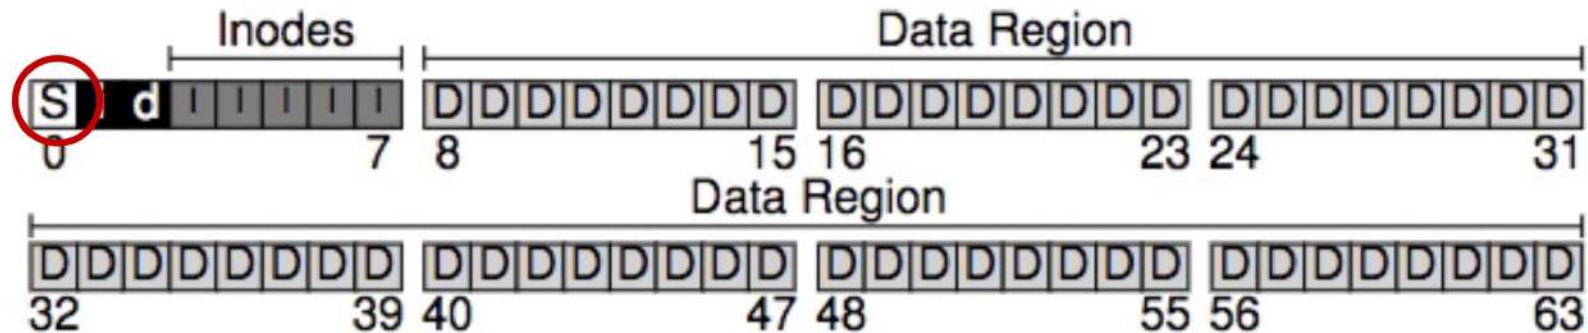 Inodes Data Region
S i d I I I I I D D D D D D D D D D D D D D D D D D D D D D D D
0 7 8 15 16 23 24 31
Data Region
D D D D D D D D D D D D D D D D D D D D D D D D D D D D D D D D
32 39 40 47 48 55 56 63